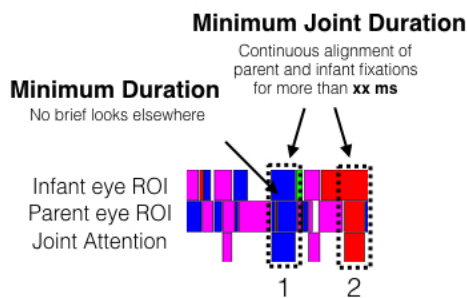 Minimum Joint Duration
Continuous alignment of
parent and infant fixations
for more than xx ms
Minimum Duration
No brief looks elsewhere
Infant eye ROI
Parent eye ROI
Joint Attention
1
2